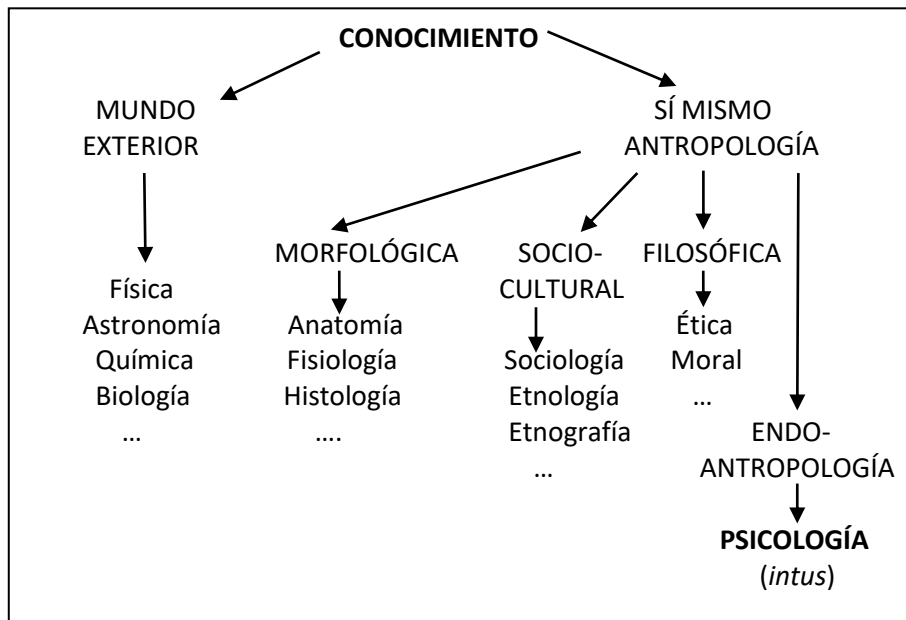 CONOCIMIENTO
MUNDO
EXTERIOR
SÍ MISMO
ANTROPOLOGÍA
MORFOLÓGICA
SOCIO-
CULTURAL
FILOSÓFICA
Física
Astronomía
Química
Biología
...
Anatomía
Fisiología
Histología
....
Sociología
Etnología
Etnografía
...
Ética
Moral
...
ENDO-
ANTROPOLOGÍA
PSICOLOGÍA
(intus)